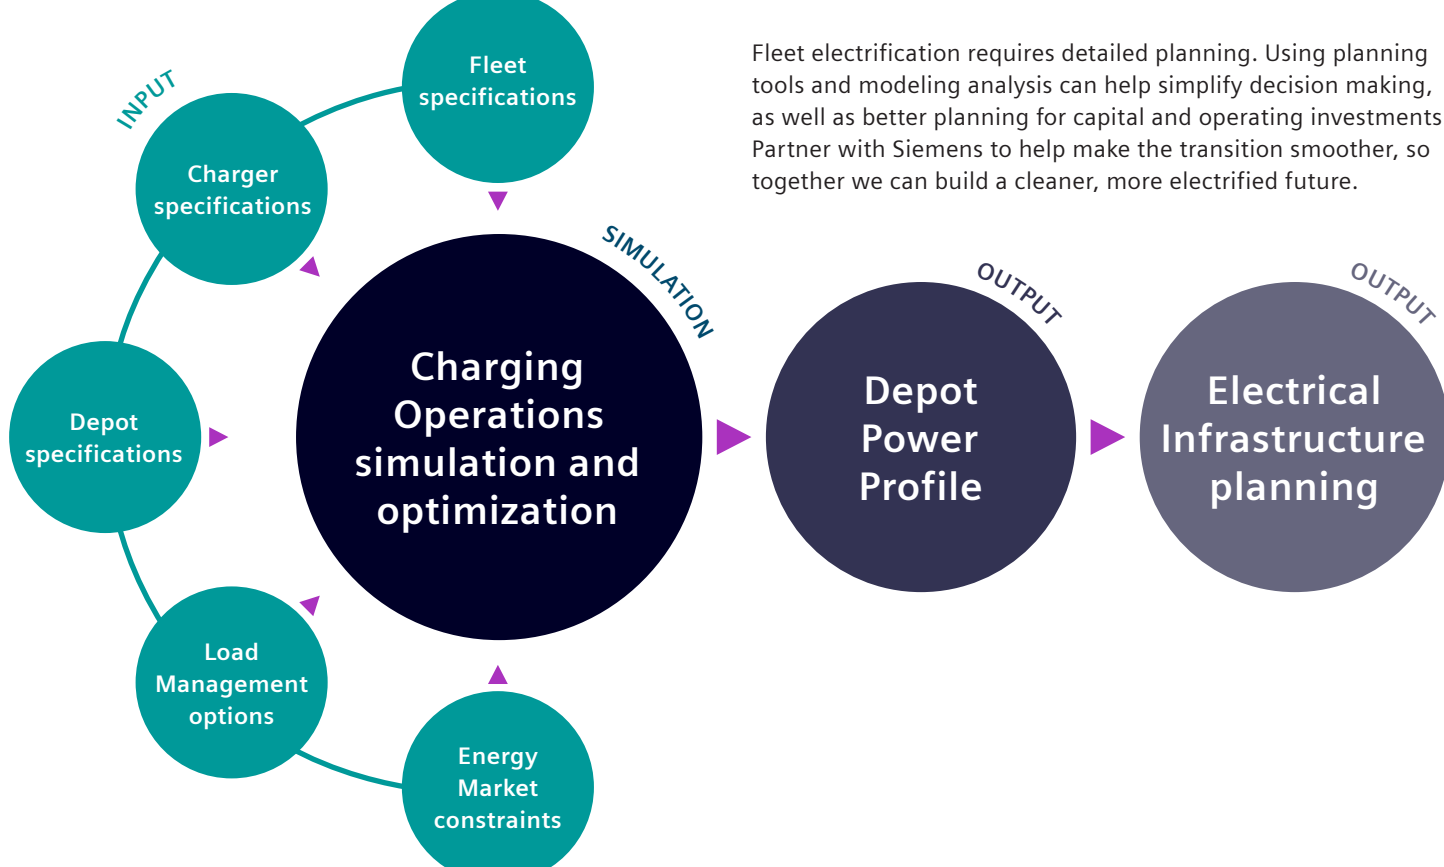 Fleet electrification requires detailed planning. Using planning
tools and modeling analysis can help simplify decision making,
as well as better planning for capital and operating investments
Partner with Siemens to help make the transition smoother, so
together we can build a cleaner, more electrified future.
INPUT
Fleet
specifications
Charger
specifications
Depot
specifications
Load
Management
options
Energy
Market
constraints
SIMULATION
Charging
Operations
simulation and
optimization
OUTPUT
Depot
Power
Profile
OUTPUT
Electrical
Infrastructure
planning